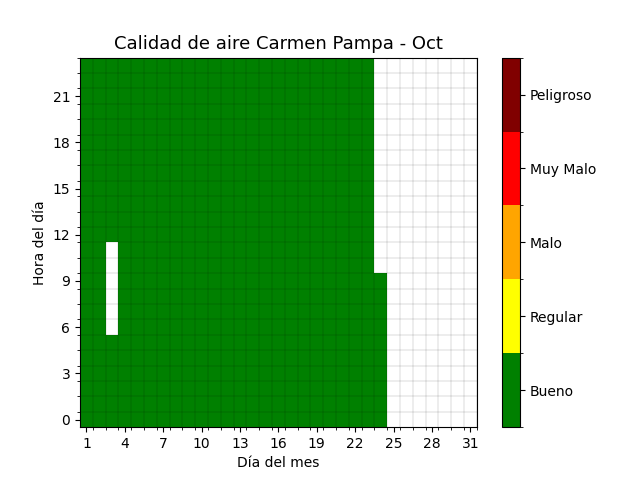 Calidad de aire Carmen Pampa - Oct
Hora del día
21
18
15
12
9
6
3
0
1 4 7 10 13 16 19 22 25 28 31
Día del mes
Peligroso
Muy Malo
Malo
Regular
Bueno